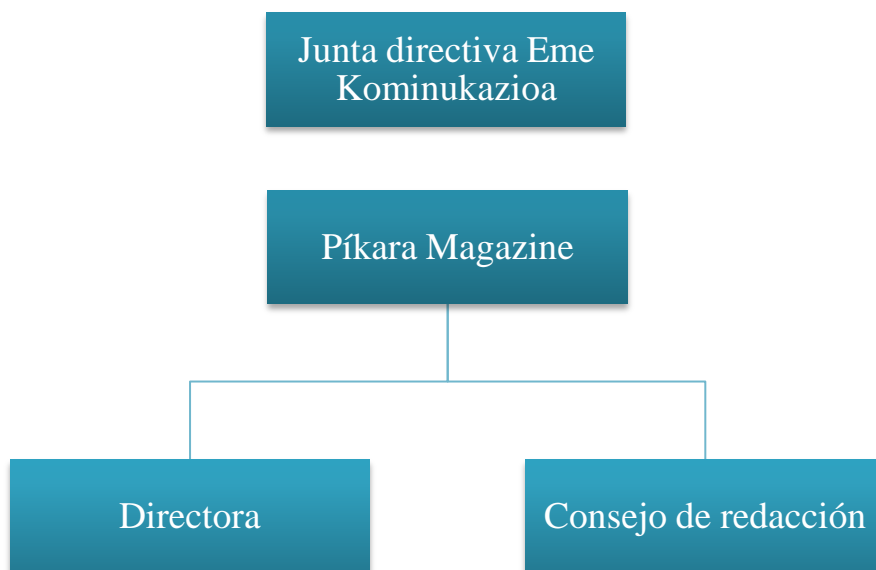 Junta directiva Eme
Kominukazioa
Píkara Magazine
Directora
Consejo de redacción